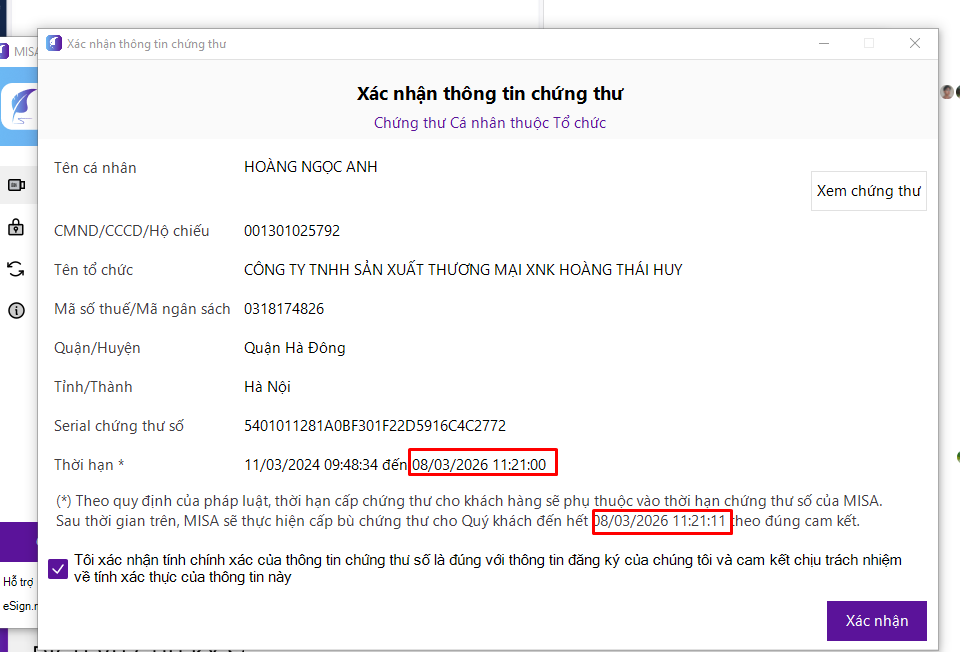 MISA
Xác nhận thông tin chứng thư
Xác nhận thông tin chứng thư
Chứng thư Cá nhân thuộc Tổ chức
Tên cá nhân HOÀNG NGỌC ANH
Xem chứng thư
CMND/CCCD/Hộ chiếu 001301025792
Tên tổ chức CÔNG TY TNHH SẢN XUẤT THƯƠNG MẠI XNK HOÀNG THÁI HUY
Mã số thuế/Mã ngân sách 0318174826
Quận/Huyện Quận Hà Đông
Tỉnh/Thành Hà Nội
Serial chứng thư số 5401011281A0BF301F22D5916C4C2772
Thời hạn * 11/03/2024 09:48:34 đến 08/03/2026 11:21:00
(*) Theo quy định của pháp luật, thời hạn cấp chứng thư cho khách hàng sẽ phụ thuộc vào thời hạn chứng thư số của MISA.
Sau thời gian trên, MISA sẽ thực hiện cấp bù chứng thư cho Quý khách đến hết 08/03/2026 11:21:11 theo đúng cam kết.
Tôi xác nhận tính chính xác của thông tin chứng thư số là đúng với thông tin đăng ký của chúng tôi và cam kết chịu trách nhiệm
về tính xác thực của thông tin này
Hỗ trợ
eSign.
Xác nhận